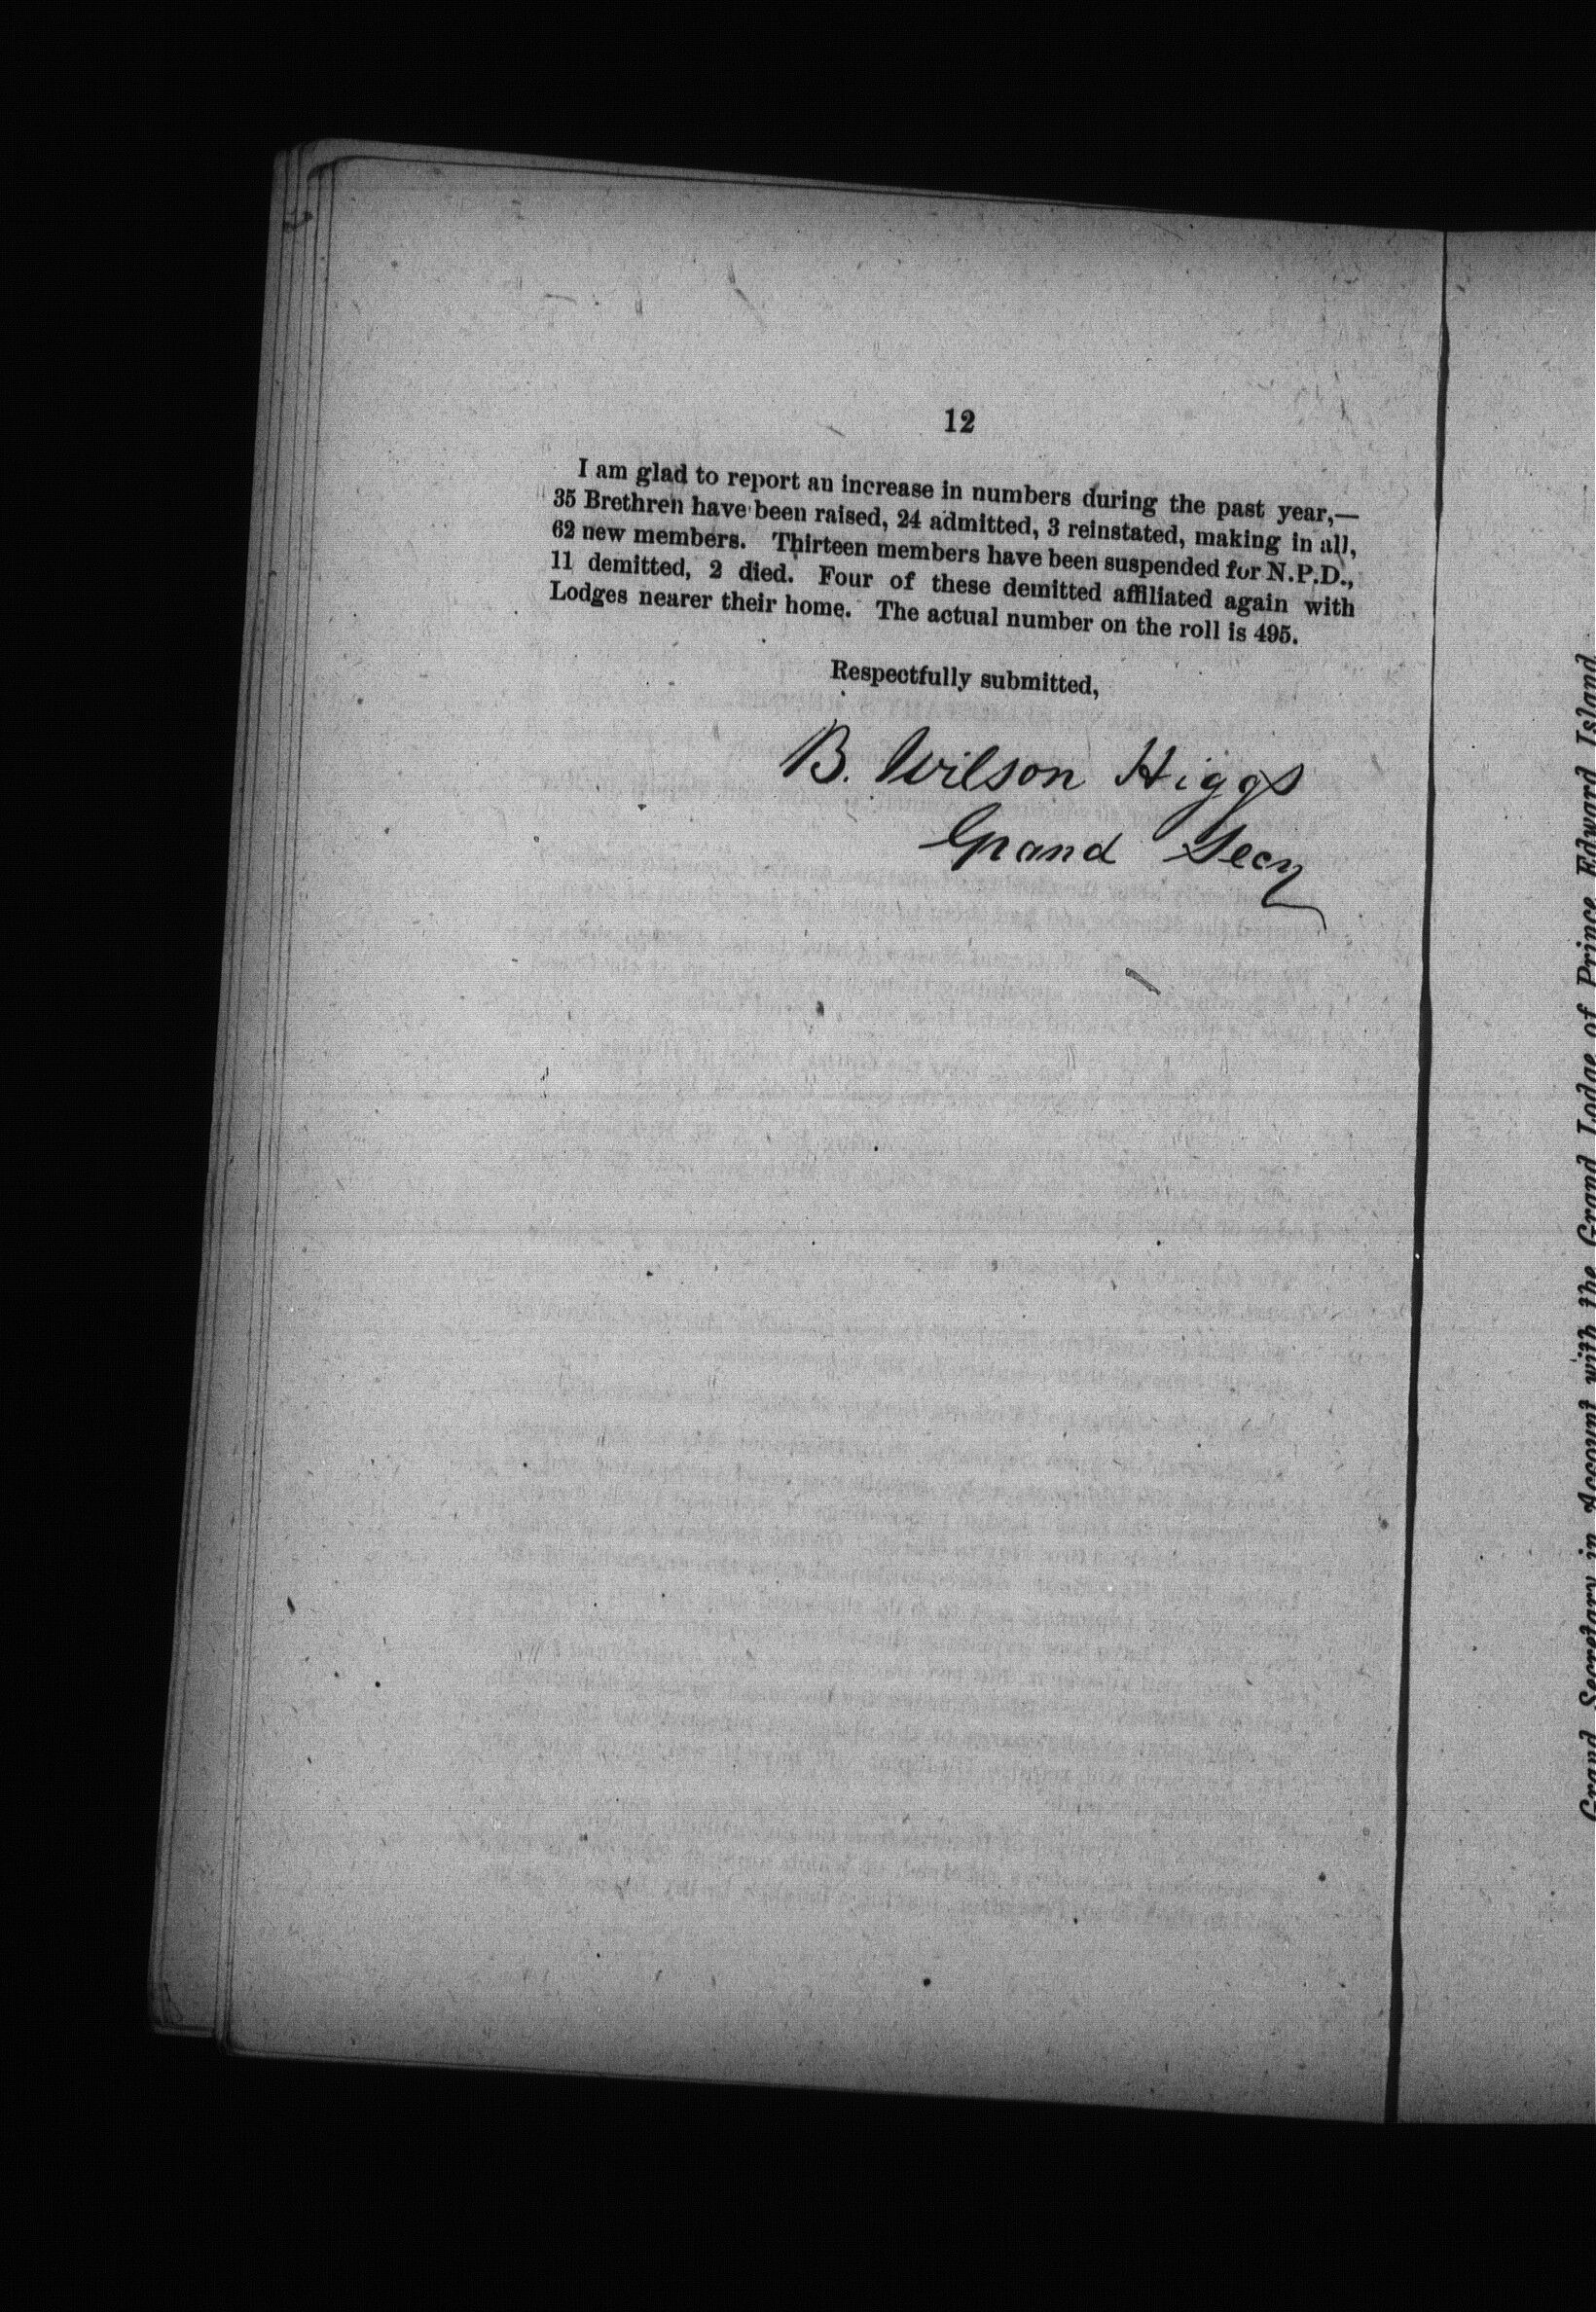 12
I am glad to report an increase in numbers during the past year,—
35 Brethren have been raised, 24 admitted, 3 reinstated, making in all,
62 new members. Thirteen members have been suspended for N.P.D.,
11 demitted, 2 died. Four of these demitted affiliated again with
Lodges nearer their home. The actual number on the roll is 495.
Respectfully submitted,
B. Wilson Higgs
Grand Secy
Grand Secretary in Account with the Grand Lodge of Prince Edward Island